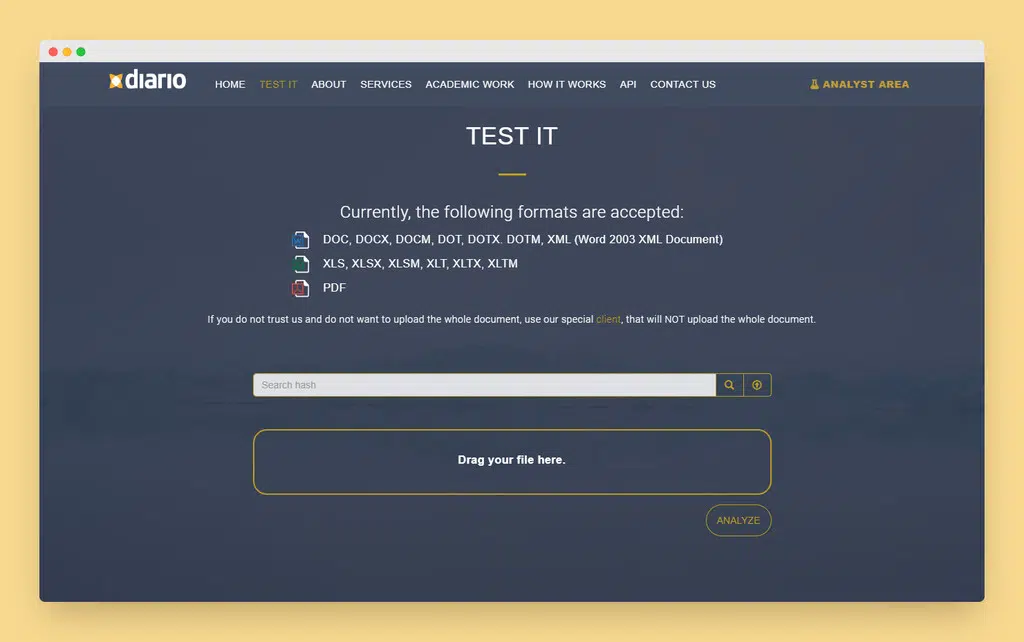 diario HOME TEST IT ABOUT SERVICES ACADEMIC WORK HOW IT WORKS API CONTACT US ANALYST AREA
TEST IT
Currently, the following formats are accepted:
DOC, DOCX, DOCM, DOT, DOTX. DOTM, XML (Word 2003 XML Document)
XLS, XLSX, XLSM, XLT, XLTX, XLTM
PDF
If you do not trust us and do not want to upload the whole document, use our special client, that will NOT upload the whole document.
Search hash
Drag your file here.
ANALYZE